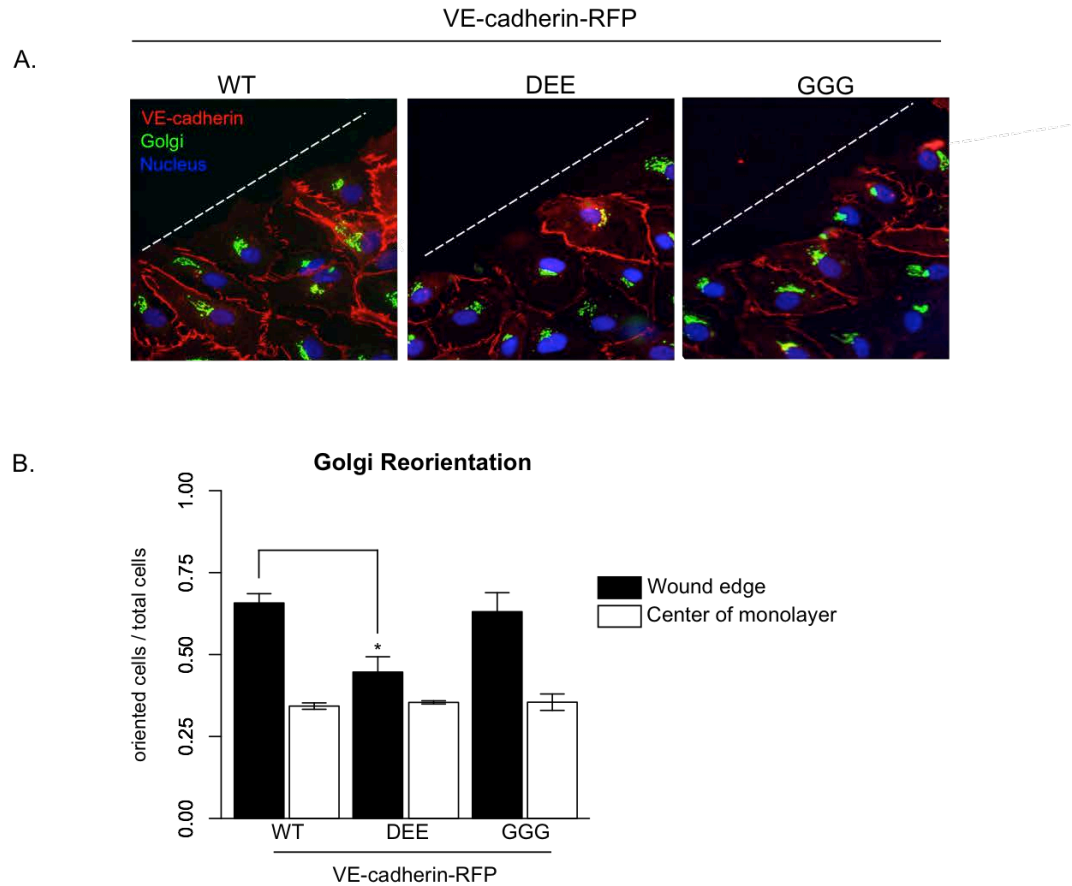 VE-cadherin-RFP
A.
WT DEE GGG
VE-cadherin
Golgi
Nucleus
B.
Golgi Reorientation
oriented cells / total cells
1.00
0.75
0.50
0.25
0.00
*
Wound edge
Center of monolayer
WT DEE GGG
VE-cadherin-RFP